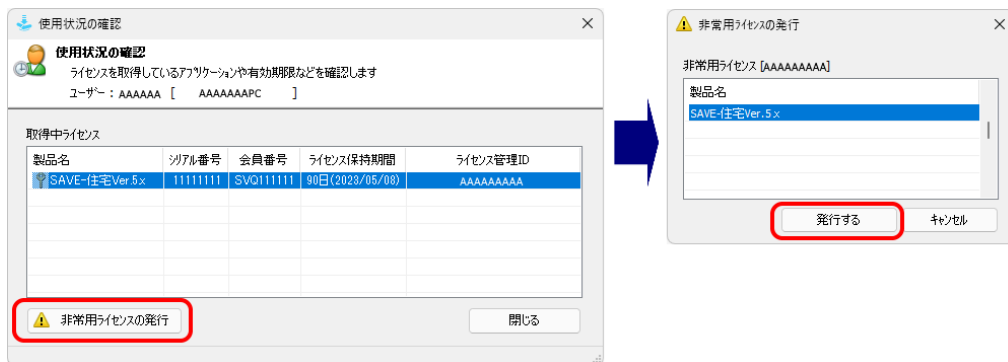 使用状況の確認
使用状況の確認
ライセンスを取得しているアプリケーションや有効期限などを確認します
ユーザー：AAAAAA [ AAAAAAAPC ]
取得中ライセンス
製品名 シリアル番号 会員番号 ライセンス保持期間 ライセンス管理ID
SAVE-住宅Ver.5x 11111111 SVQ111111 90日(2023/05/08) AAAAAAAAA
非常用ライセンスの発行 閉じる
非常用ライセンスの発行
非常用ライセンス [AAAAAAAAA]
製品名
SAVE-住宅Ver.5x
発行する キャンセル